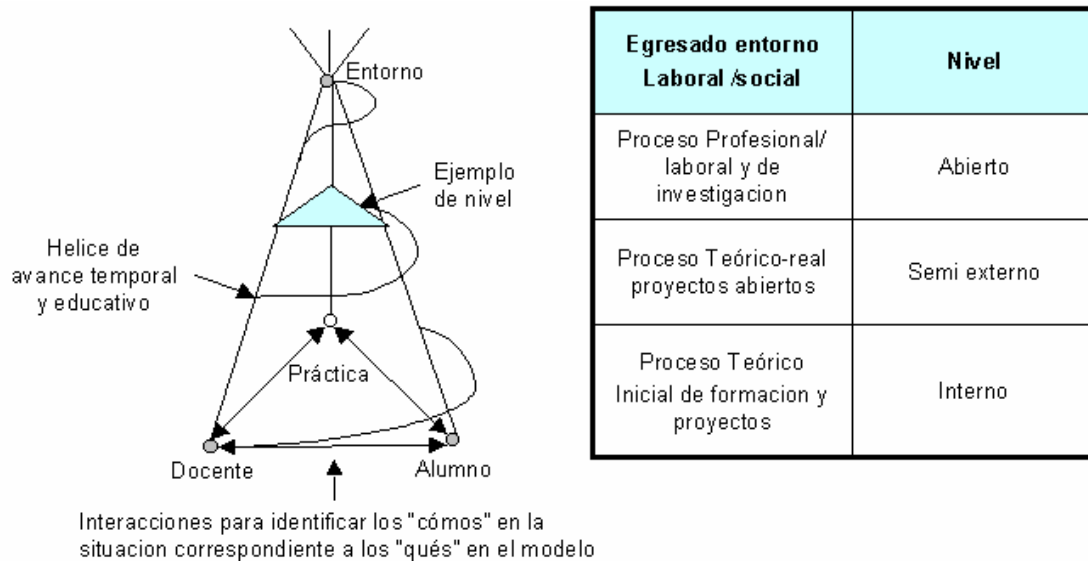 Entorno
Ejemplo
de nivel
Helice de
avance temporal
y educativo
Práctica
Docente
Alumno
Interacciones para identificar los "cómos" en la
situacion correspondiente a los "qués" en el modelo
Egresado entorno
Laboral /social
Nivel
Proceso Profesional/
laboral y de
investigacion
Abierto
Proceso Teórico-real
proyectos abiertos
Semi externo
Proceso Teórico
Inicial de formacion y
proyectos
Interno